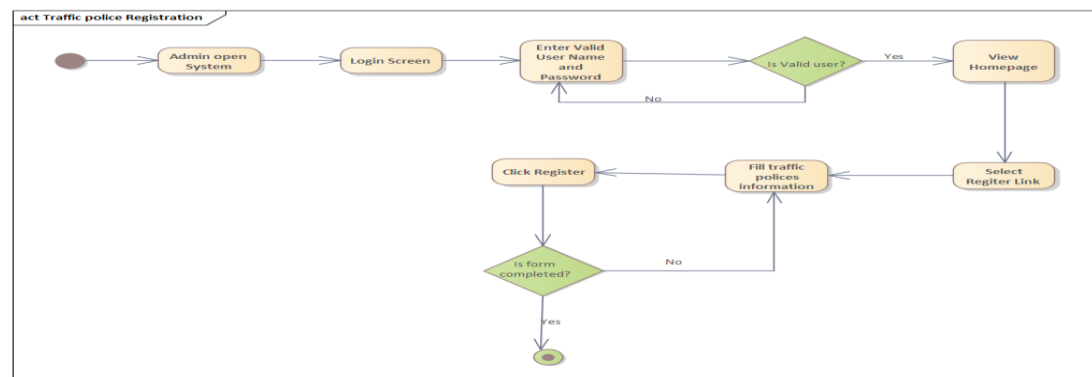 act Traffic police Registration
Admin open
System
Login Screen
Enter Valid
User Name
and
Password
Is Valid user?
Yes
View
Homepage
No
Select
Regiter Link
Fill traffic
polices
information
Click Register
Is form
completed?
No
Yes